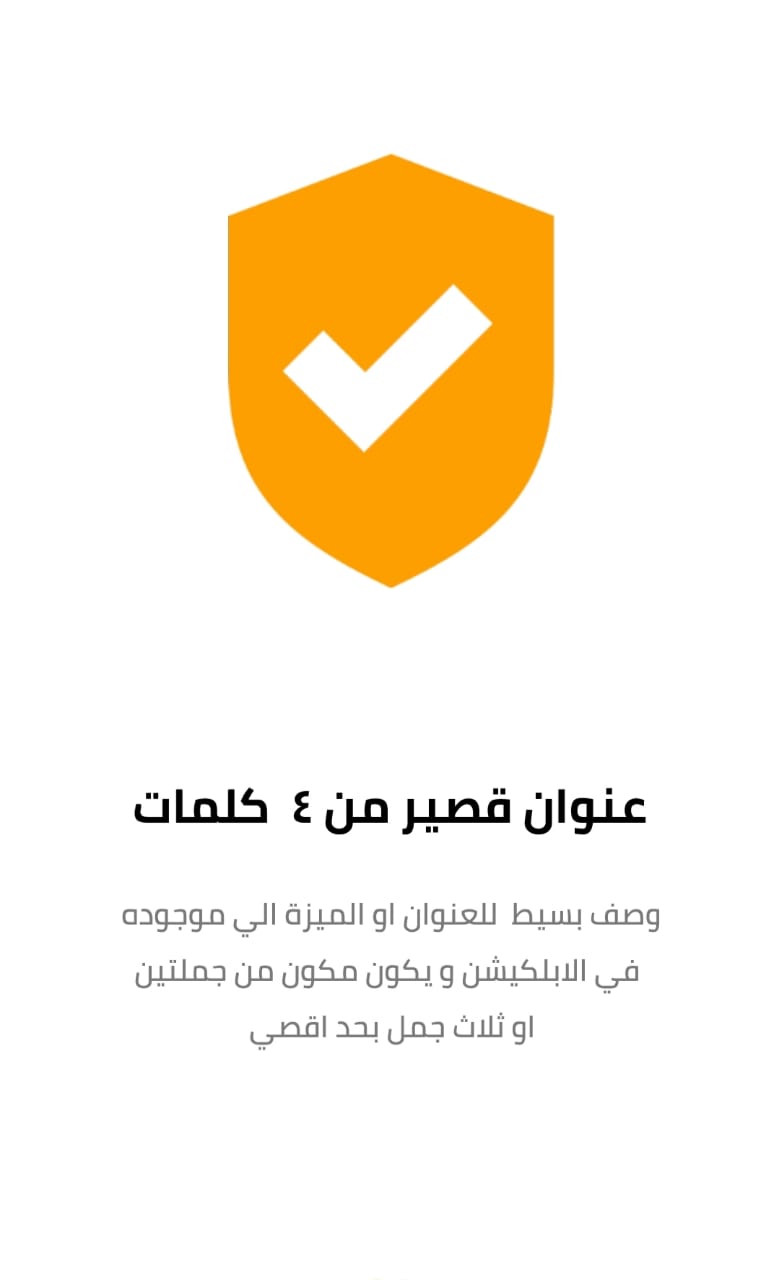 عنوان قصير من ٤ كلمات
وصف بسيط للعنوان او الميزة الي موجوده
في الابلكيشن و يكون مكون من جملتين
او ثلاث جمل بحد اقصي